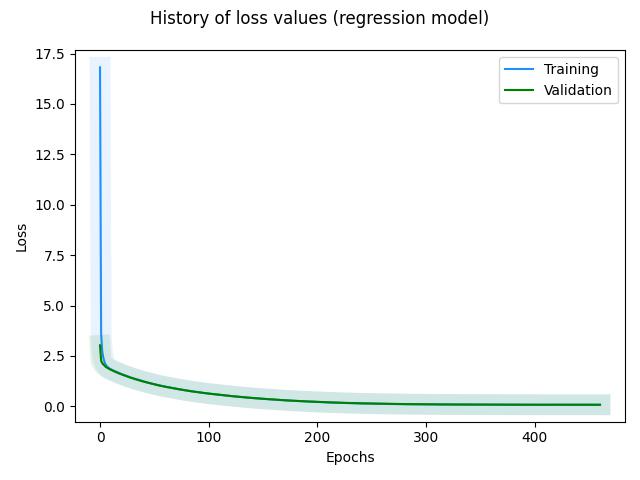 History of loss values (regression model)
17.5
15.0
12.5
10.0
7.5
5.0
2.5
0.0
Loss
Training
Validation
0
100
200
300
400
Epochs